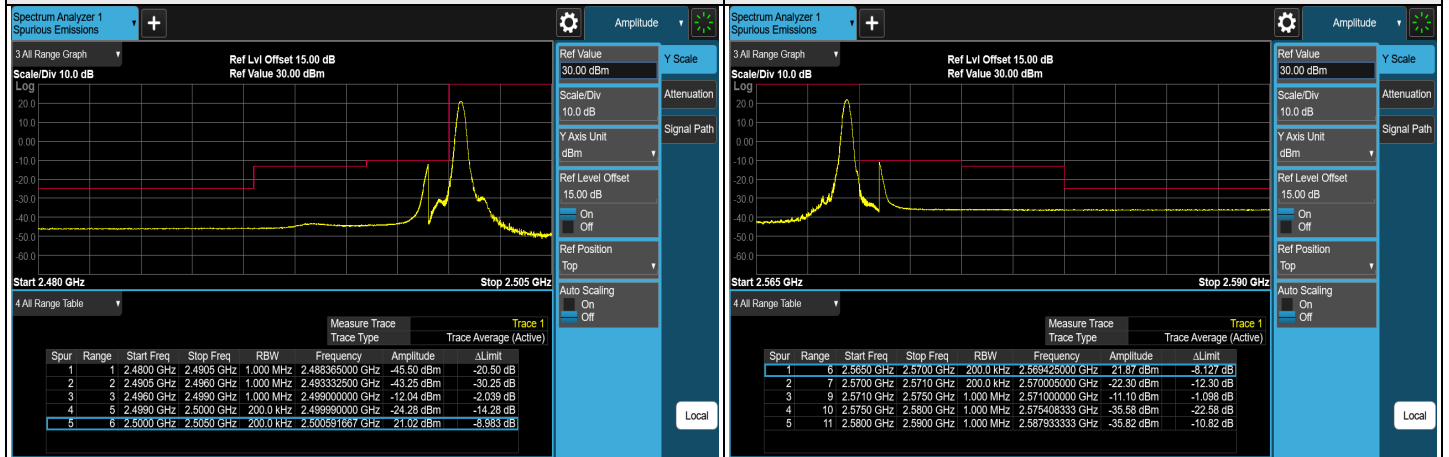 Spectrum Analyzer 1
Spurious Emissions
+
Amplitude
3 All Range Graph
Scale/Div 10.0 dB
Ref Lvl Offset 15.00 dB
Ref Value 30.00 dBm
Log
20.0
10.0
0.00
-10.0
-20.0
-30.0
-40.0
-50.0
-60.0
Start 2.480 GHz
Stop 2.505 GHz
4 All Range Table
Measure Trace Trace 1
Trace Type Trace Average (Active)
Spur Range Start Freq Stop Freq RBW Frequency Amplitude ΔLimit
1 1 2.4800 GHz 2.4905 GHz 1.000 MHz 2.488365000 GHz -45.50 dBm -20.50 dB
2 2 2.4905 GHz 2.4960 GHz 1.000 MHz 2.493332500 GHz -43.25 dBm -30.25 dB
3 3 2.4960 GHz 2.4990 GHz 1.000 MHz 2.499000000 GHz -12.04 dBm -2.039 dB
4 5 2.4990 GHz 2.5000 GHz 200.0 kHz 2.499990000 GHz -24.28 dBm -14.28 dB
5 6 2.5000 GHz 2.5050 GHz 200.0 kHz 2.500591667 GHz 21.02 dBm -8.983 dB
Ref Value
30.00 dBm
Scale/Div
10.0 dB
Y Axis Unit
dBm
Ref Level Offset
15.00 dB
On
Off
Ref Position
Top
Auto Scaling
On
Off
Y Scale
Attenuation
Signal Path
Local
Spectrum Analyzer 1
Spurious Emissions
+
Amplitude
3 All Range Graph
Scale/Div 10.0 dB
Ref Lvl Offset 15.00 dB
Ref Value 30.00 dBm
Log
20.0
10.0
0.00
-10.0
-20.0
-30.0
-40.0
-50.0
-60.0
Start 2.565 GHz
Stop 2.590 GHz
4 All Range Table
Measure Trace Trace 1
Trace Type Trace Average (Active)
Spur Range Start Freq Stop Freq RBW Frequency Amplitude ΔLimit
1 6 2.5650 GHz 2.5700 GHz 200.0 kHz 2.569425000 GHz 21.87 dBm -8.127 dB
2 7 2.5700 GHz 2.5710 GHz 200.0 kHz 2.570005000 GHz -22.30 dBm -12.30 dB
3 9 2.5710 GHz 2.5750 GHz 1.000 MHz 2.571000000 GHz -11.10 dBm -1.098 dB
4 10 2.5750 GHz 2.5800 GHz 1.000 MHz 2.575408333 GHz -35.58 dBm -22.58 dB
5 11 2.5800 GHz 2.5900 GHz 1.000 MHz 2.587933333 GHz -35.82 dBm -10.82 dB
Ref Value
30.00 dBm
Scale/Div
10.0 dB
Y Axis Unit
dBm
Ref Level Offset
15.00 dB
On
Off
Ref Position
Top
Auto Scaling
On
Off
Y Scale
Attenuation
Signal Path
Local